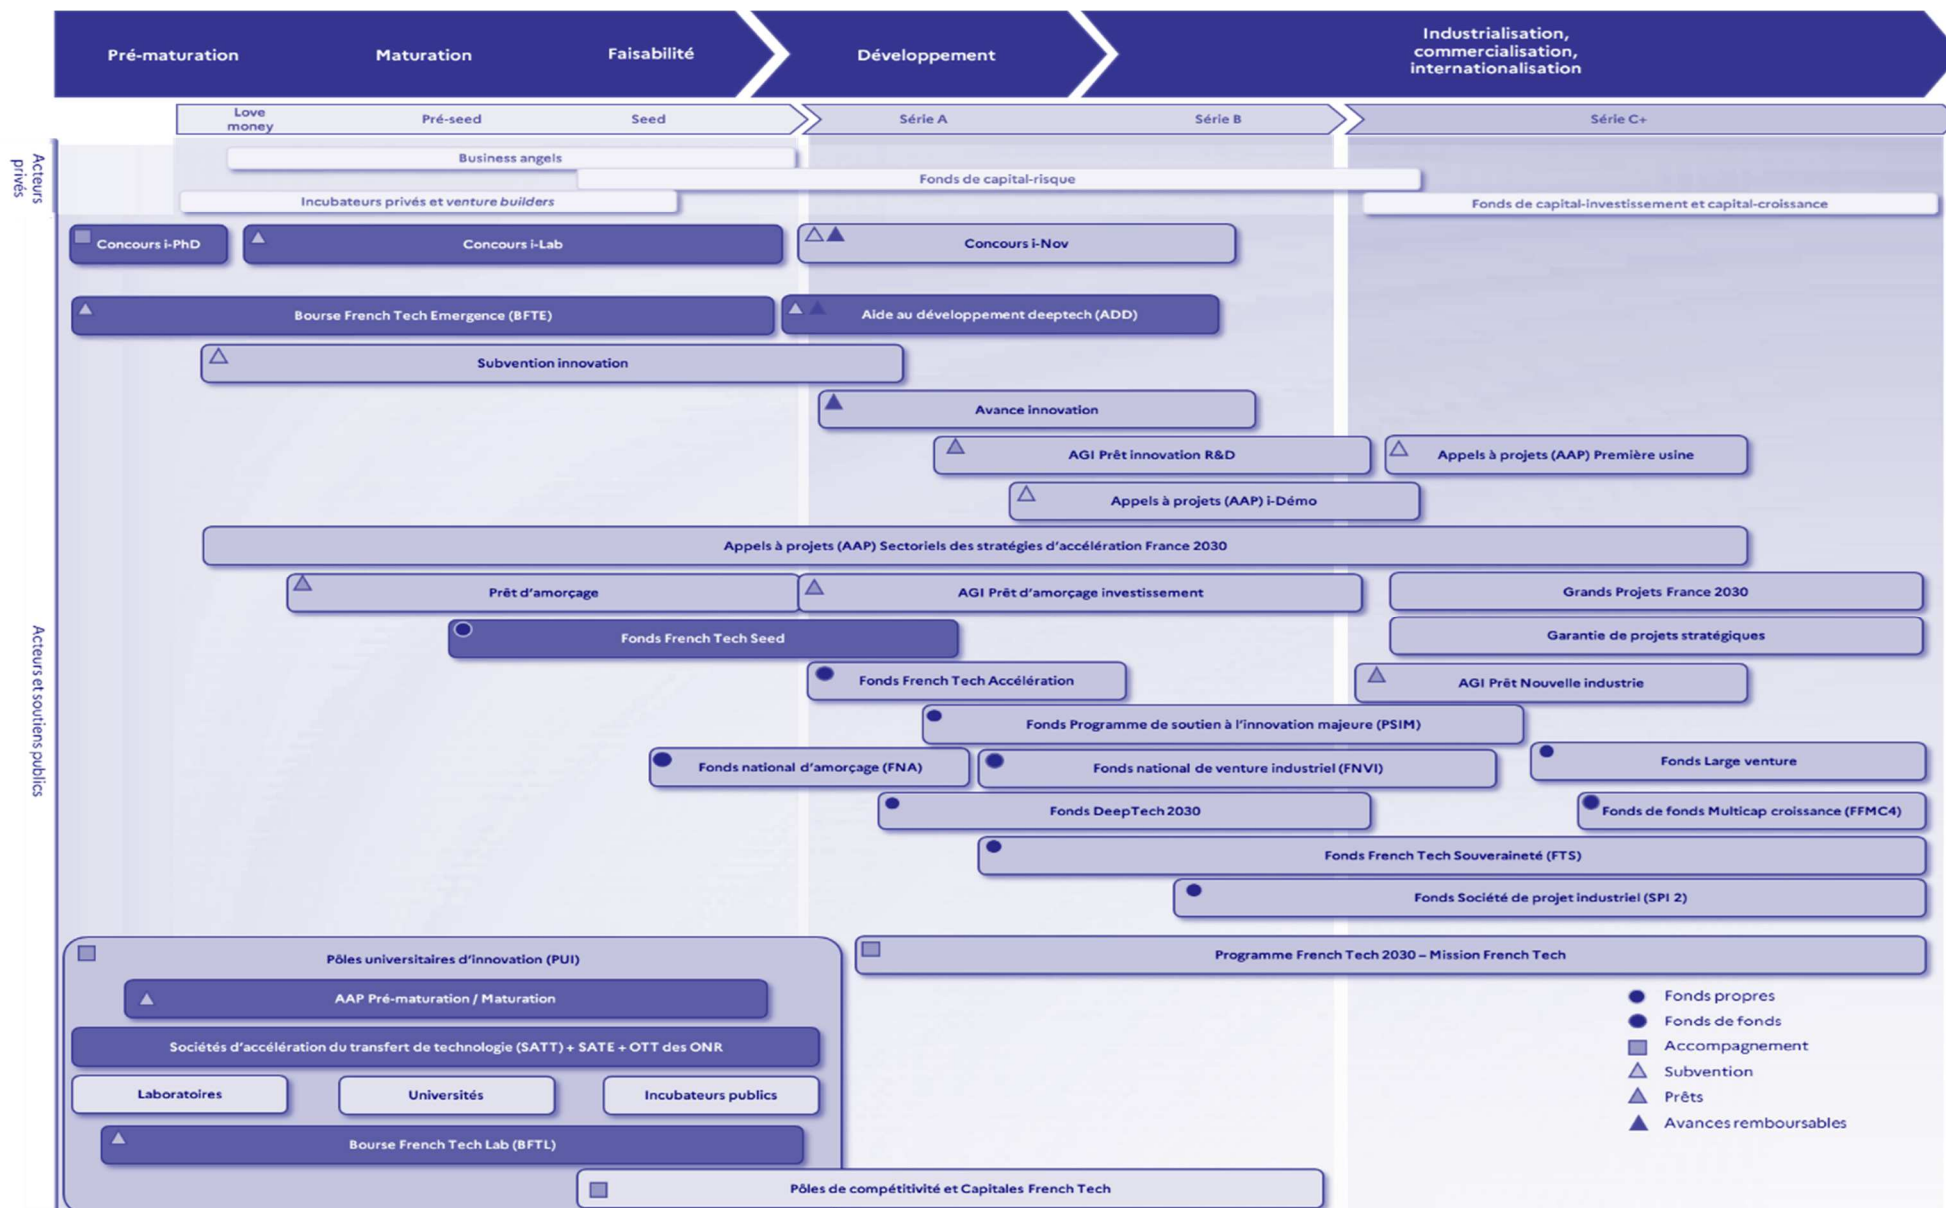 Pré-maturation
Maturation
Faisabilité
Développement
Industrialisation,
commercialisation,
internationalisation
Love
money
Pré-seed
Seed
Série A
Série B
Série C+
Acteurs
privés
Business angels
Fonds de capital-risque
Incubateurs privés et venture builders
Fonds de capital-investissement et capital-croissance
Acteurs et soutiens publics
Concours i-PhD
Concours i-Lab
Concours i-Nov
Bourse French Tech Emergence (BFTE)
Aide au développement deeptech (ADD)
Subvention innovation
Avance innovation
AGI Prêt innovation R&D
Appels à projets (AAP) Première usine
Appels à projets (AAP) i-Démo
Appels à projets (AAP) Sectoriels des stratégies d'accélération France 2030
Prêt d'amorçage
AGI Prêt d'amorçage investissement
Grands Projets France 2030
Fonds French Tech Seed
Garantie de projets stratégiques
Fonds French Tech Accélération
AGI Prêt Nouvelle industrie
Fonds Programme de soutien à l'innovation majeure (PSIM)
Fonds national d'amorçage (FNA)
Fonds national de venture industriel (FNVI)
Fonds Large venture
Fonds DeepTech 2030
Fonds de fonds Multicap croissance (FFMC4)
Fonds French Tech Souveraineté (FTS)
Fonds Société de projet industriel (SPI 2)
Pôles universitaires d'innovation (PUI)
Programme French Tech 2030 – Mission French Tech
AAP Pré-maturation / Maturation
Sociétés d'accélération du transfert de technologie (SATT) + SATE + OTT des ONR
Laboratoires
Universités
Incubateurs publics
Bourse French Tech Lab (BFTL)
Pôles de compétitivité et Capitales French Tech
Fonds propres
Fonds de fonds
Accompagnement
Subvention
Prêts
Avances remboursables